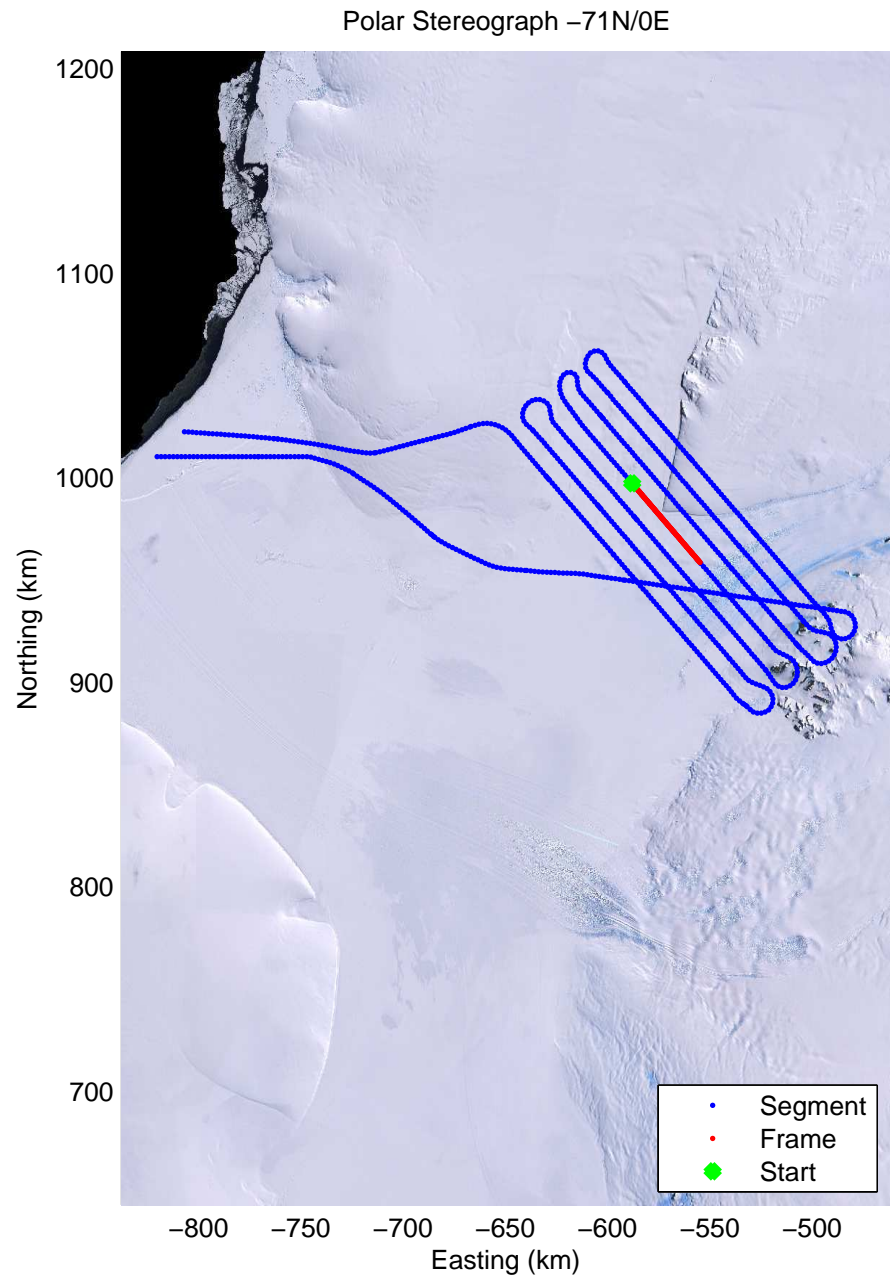 Polar Stereograph −71N/0E
1200
1100
1000
900
800
700
Northing (km)
Segment
Frame
Start
−800 −750 −700 −650 −600 −550 −500
Easting (km)